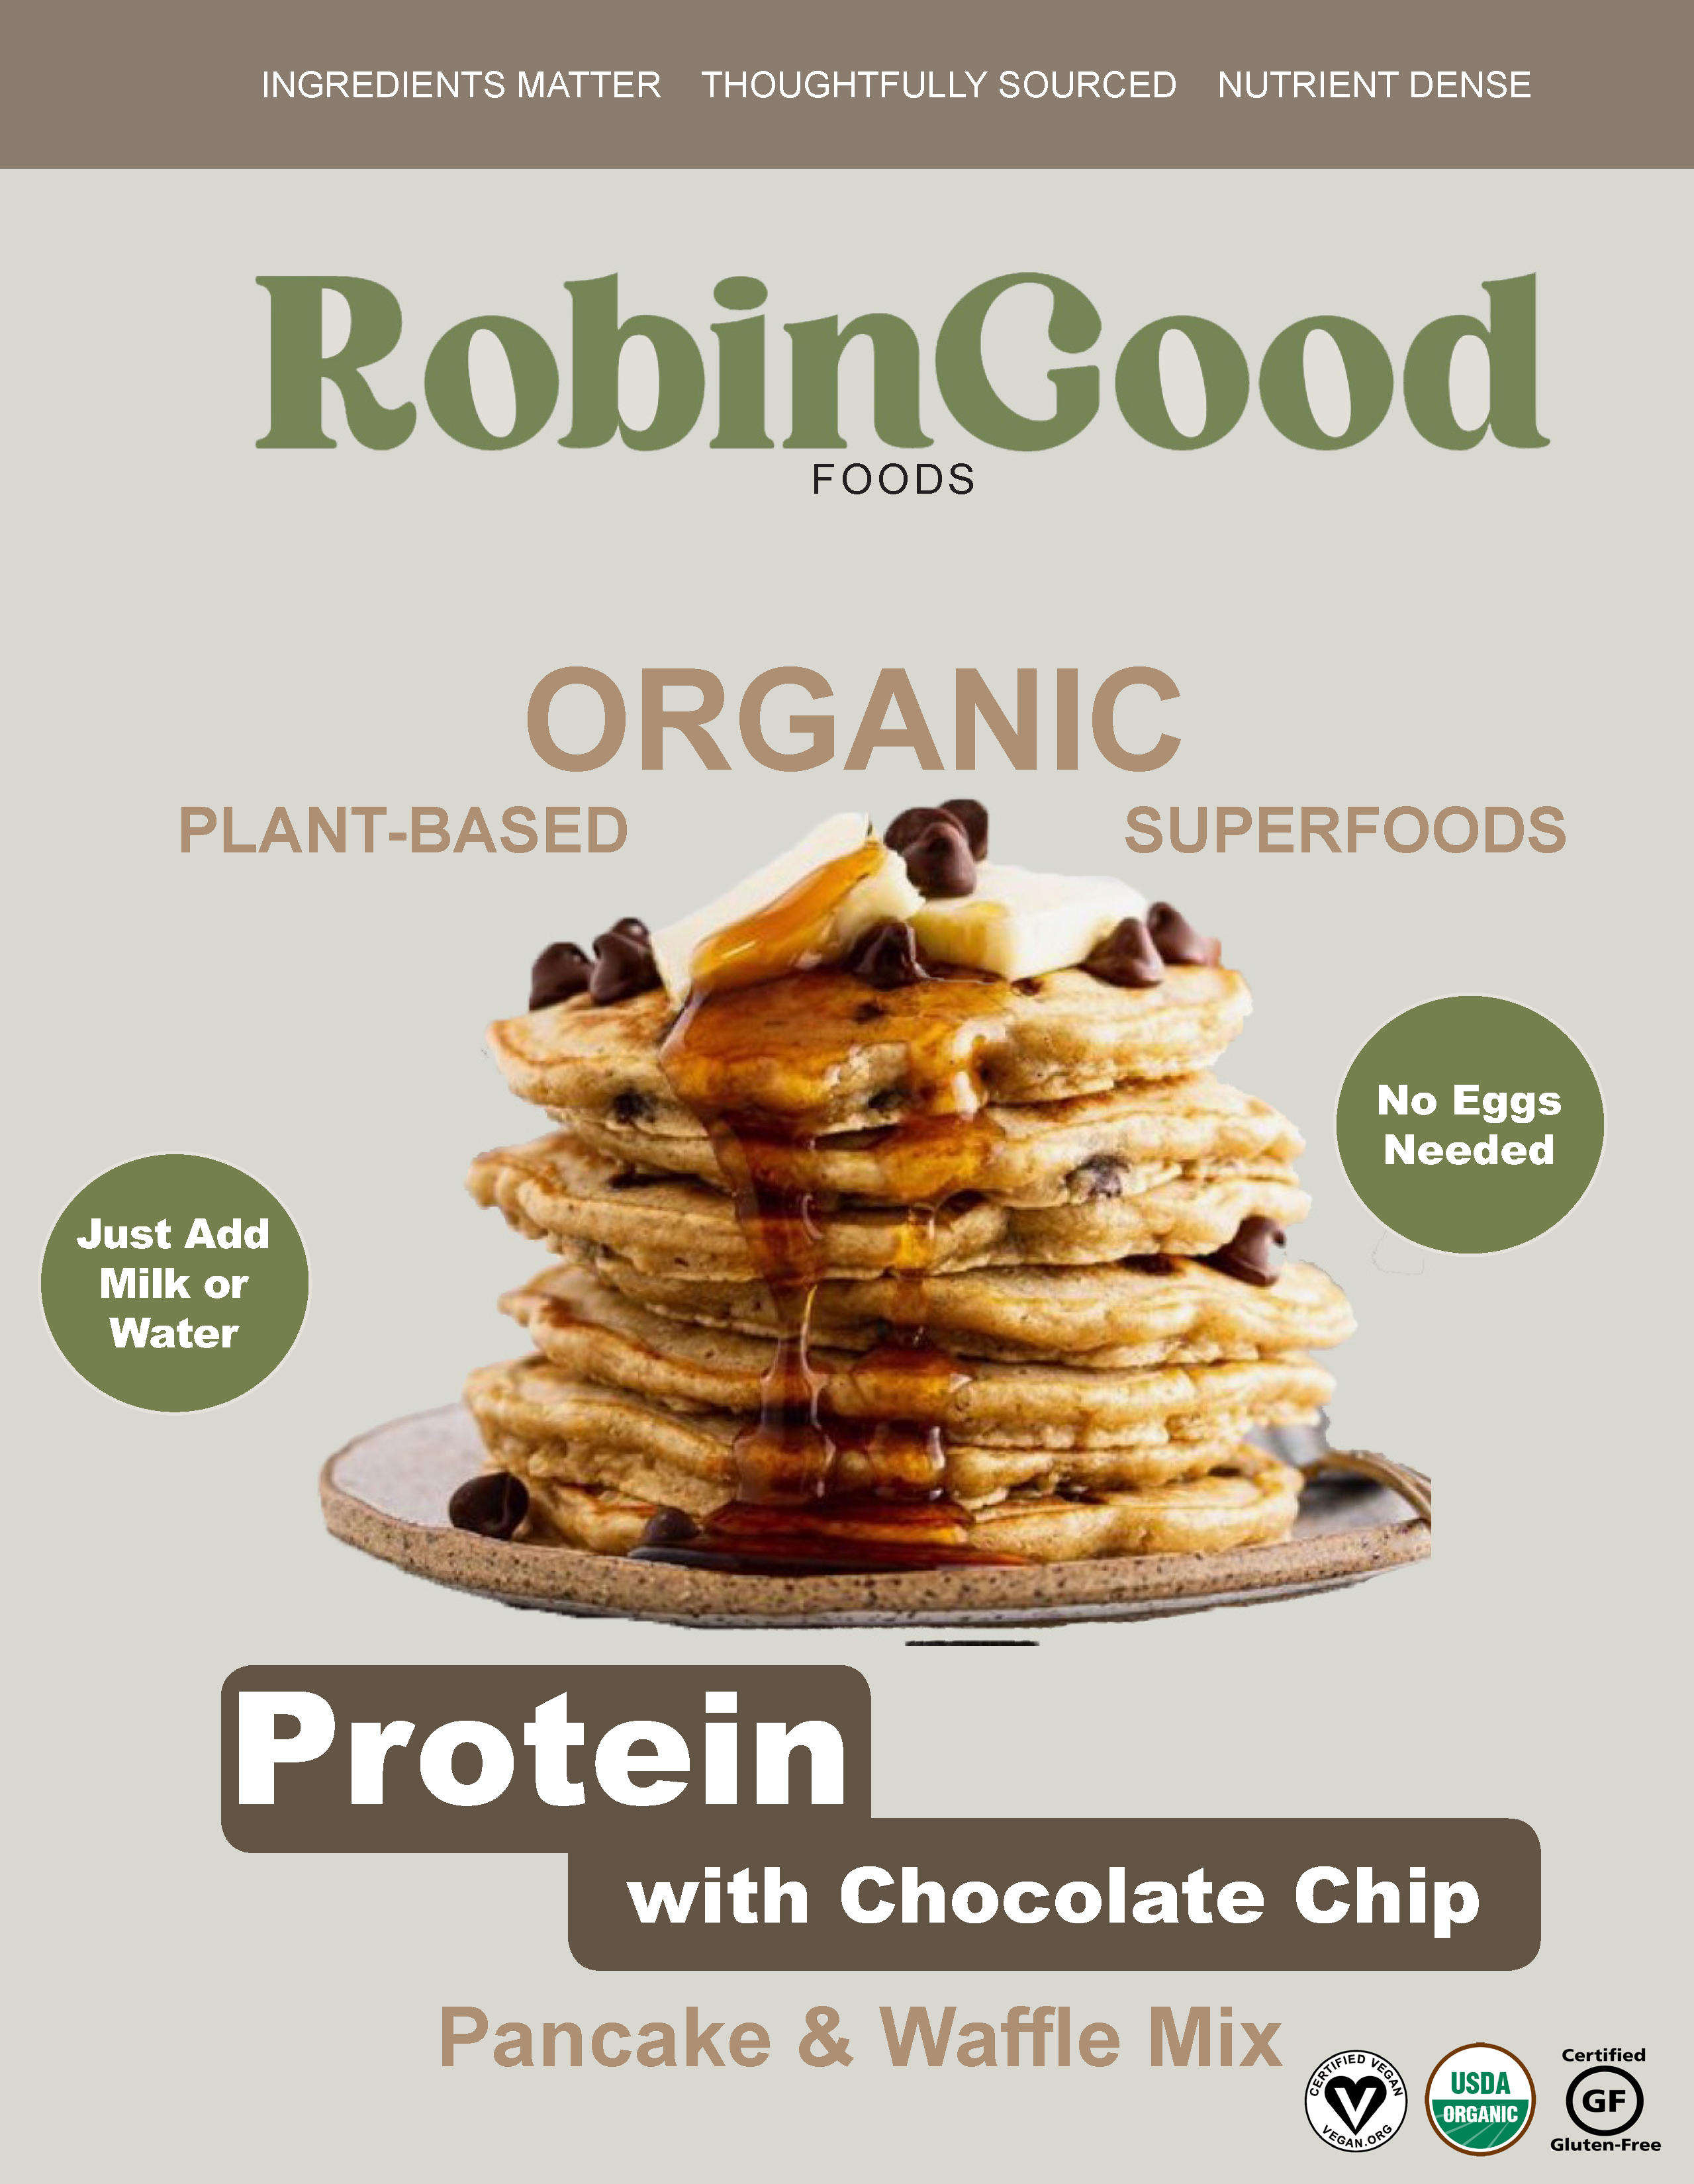 INGREDIENTS MATTER THOUGHTFULLY SOURCED NUTRIENT DENSE
RobinGood
FOODS
ORGANIC
PLANT-BASED SUPERFOODS
No Eggs
Needed
Just Add
Milk or
Water
Protein
with Chocolate Chip
Pancake & Waffle Mix
CERTIFIED VEGAN
V
VEGAN.ORG
USDA
ORGANIC
Certified
GF
Gluten-Free